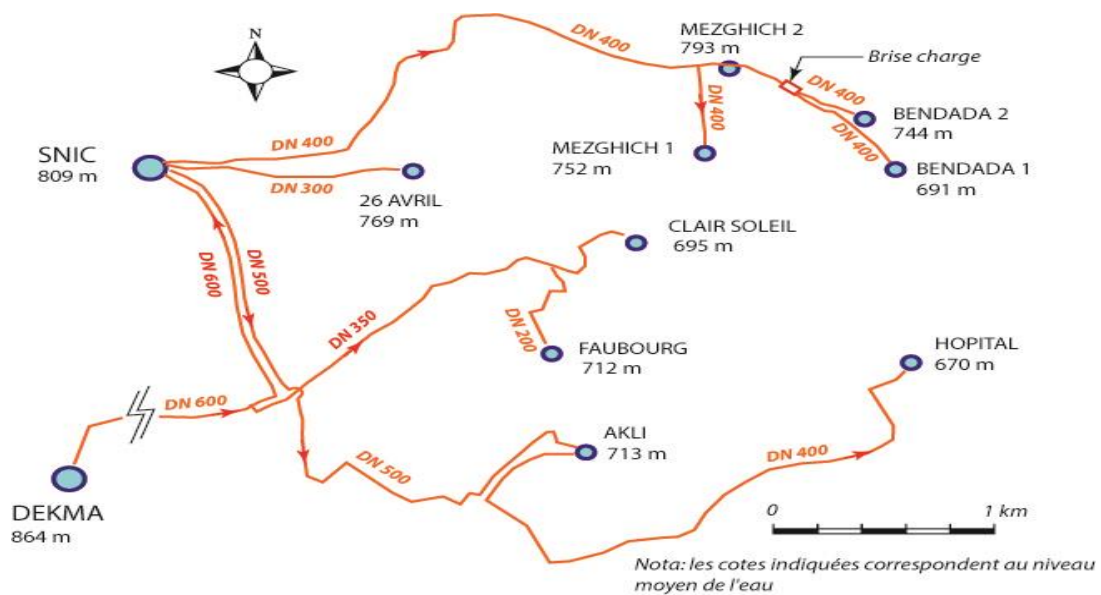 N
MEZGHICH 2
793 m
Brise charge
DN 400
DN 400
DN 400
BENDADA 2
744 m
DN 400
BENDADA 1
691 m
MEZGHICH 1
752 m
DN 400
SNIC
809 m
DN 300
26 AVRIL
769 m
CLAIR SOLEIL
695 m
DN 600
DN 500
DN 350
DN 200
FAUBOURG
712 m
HOPITAL
670 m
DN 600
AKLI
713 m
DN 500
DN 400
DEKMA
864 m
0
1 km
Nota: les cotes indiquées correspondent au niveau
moyen de l'eau